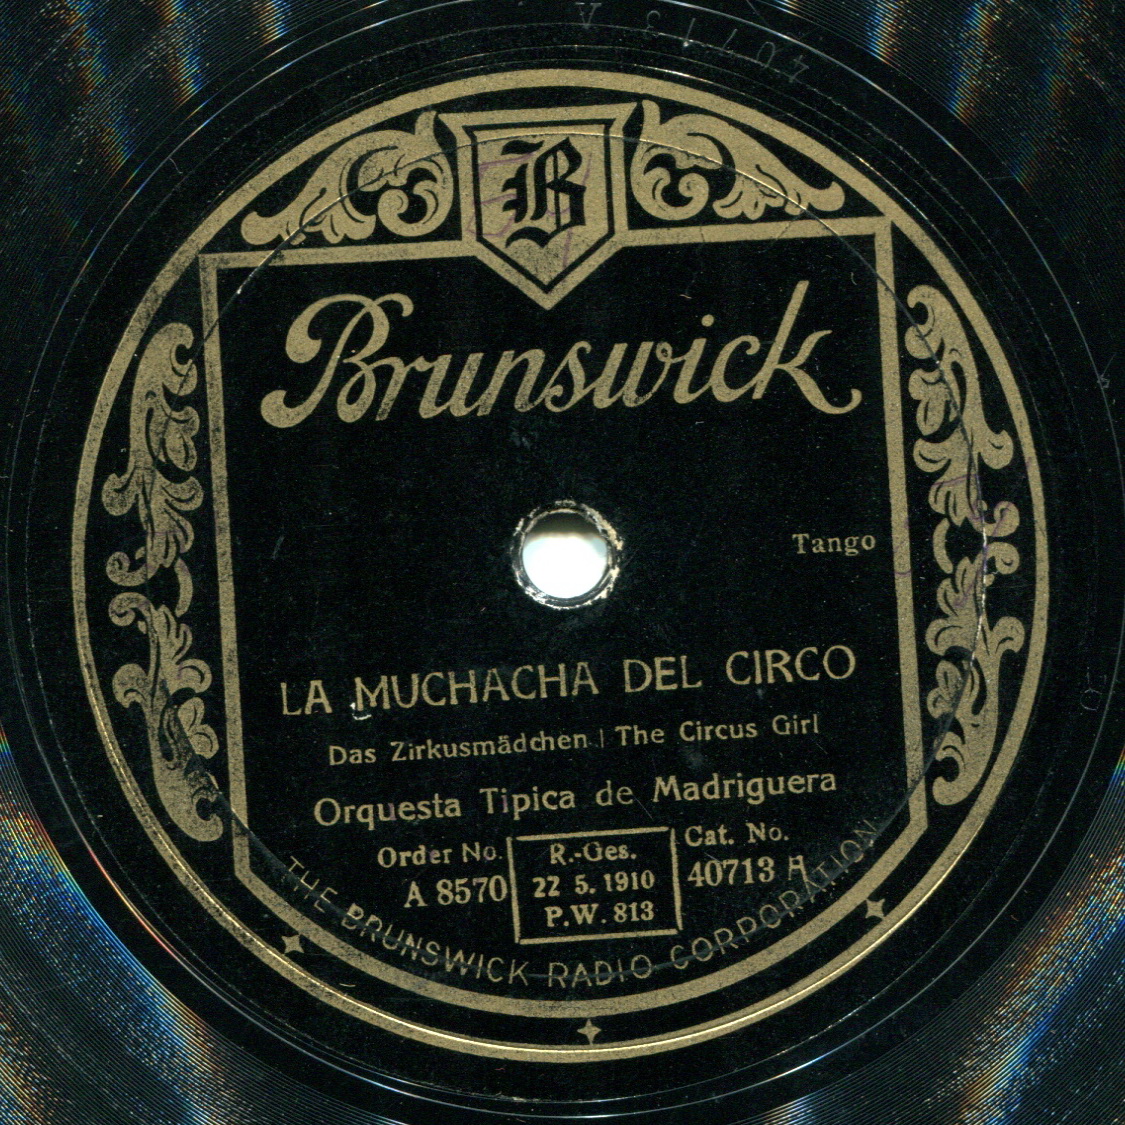 40713 A
B
Brunswick
Tango
LA MUCHACHA DEL CIRCO
Das Zirkusmädchen | The Circus Girl
Orquesta Tipica de Madriguera
Order No.
A 8570
R.-Ges.
22 5. 1910
P.W. 813
Cat. No.
40713 A
THE BRUNSWICK RADIO CORPORATION